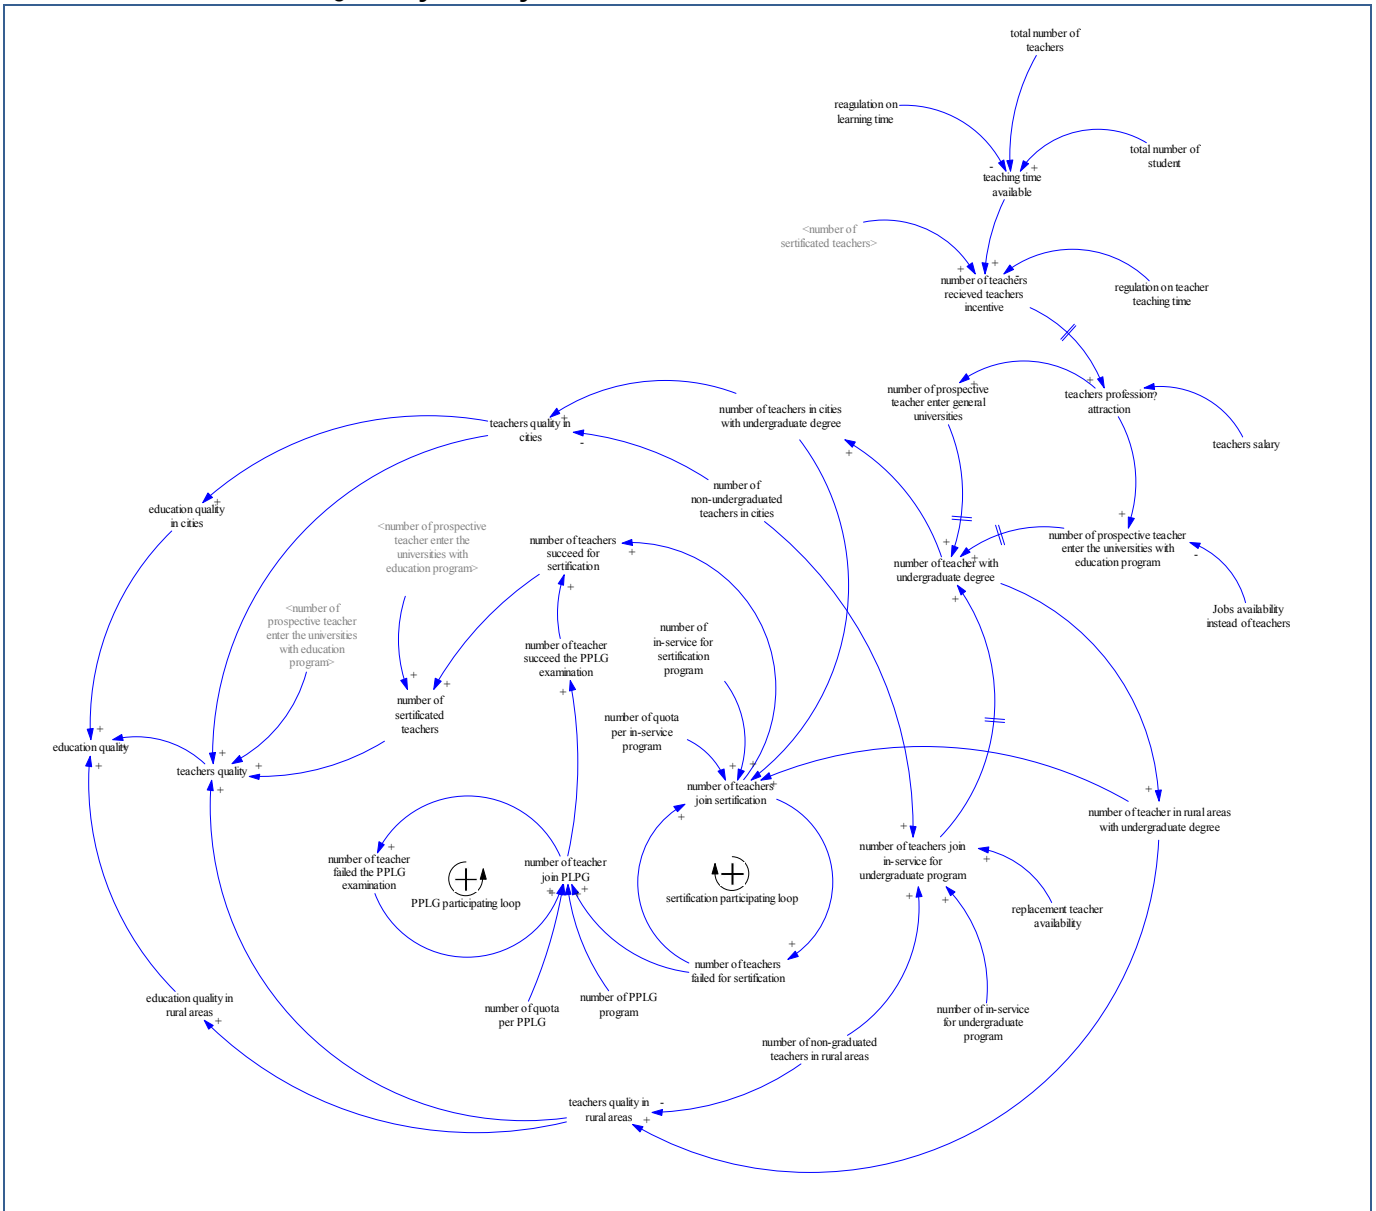 total number of
teachers
reagulation on
learning time
total number of
student
teaching time
available
<number of
sertificated teachers>
number of teachers
recieved teachers
incentive
regulation on teacher
teaching time
number of prospective
teacher enter general
universities
teachers profession?
attraction
teachers salary
number of teachers in cities
with undergraduate degree
teachers quality in
cities
number of
non-undergraduated
teachers in cities
education quality
in cities
<number of prospective
teacher enter the
universities with
education program>
number of teachers
succeed for
sertification
number of prospective teacher
enter the universities with
education program
number of teacher with
undergraduate degree
Jobs availability
instead of teachers
<number of
prospective teacher
enter the universities
with education
program>
number of teacher
succeed the PPLG
examination
number of
in-service for
sertification
program
number of
sertificated
teachers
number of quota
per in-service
program
education quality
teachers quality
number of teachers
join sertification
number of teacher in rural areas
with undergraduate degree
number of teacher
failed the PPLG
examination
number of teacher
join PLPG
number of teachers join
in-service for
undergraduate program
PPLG participating loop
sertification participating loop
replacement teacher
availability
number of teachers
failed for sertification
education quality in
rural areas
number of quota
per PPLG
number of PPLG
program
number of in-service
for undergraduate
program
number of non-graduated
teachers in rural areas
teachers quality in
rural areas